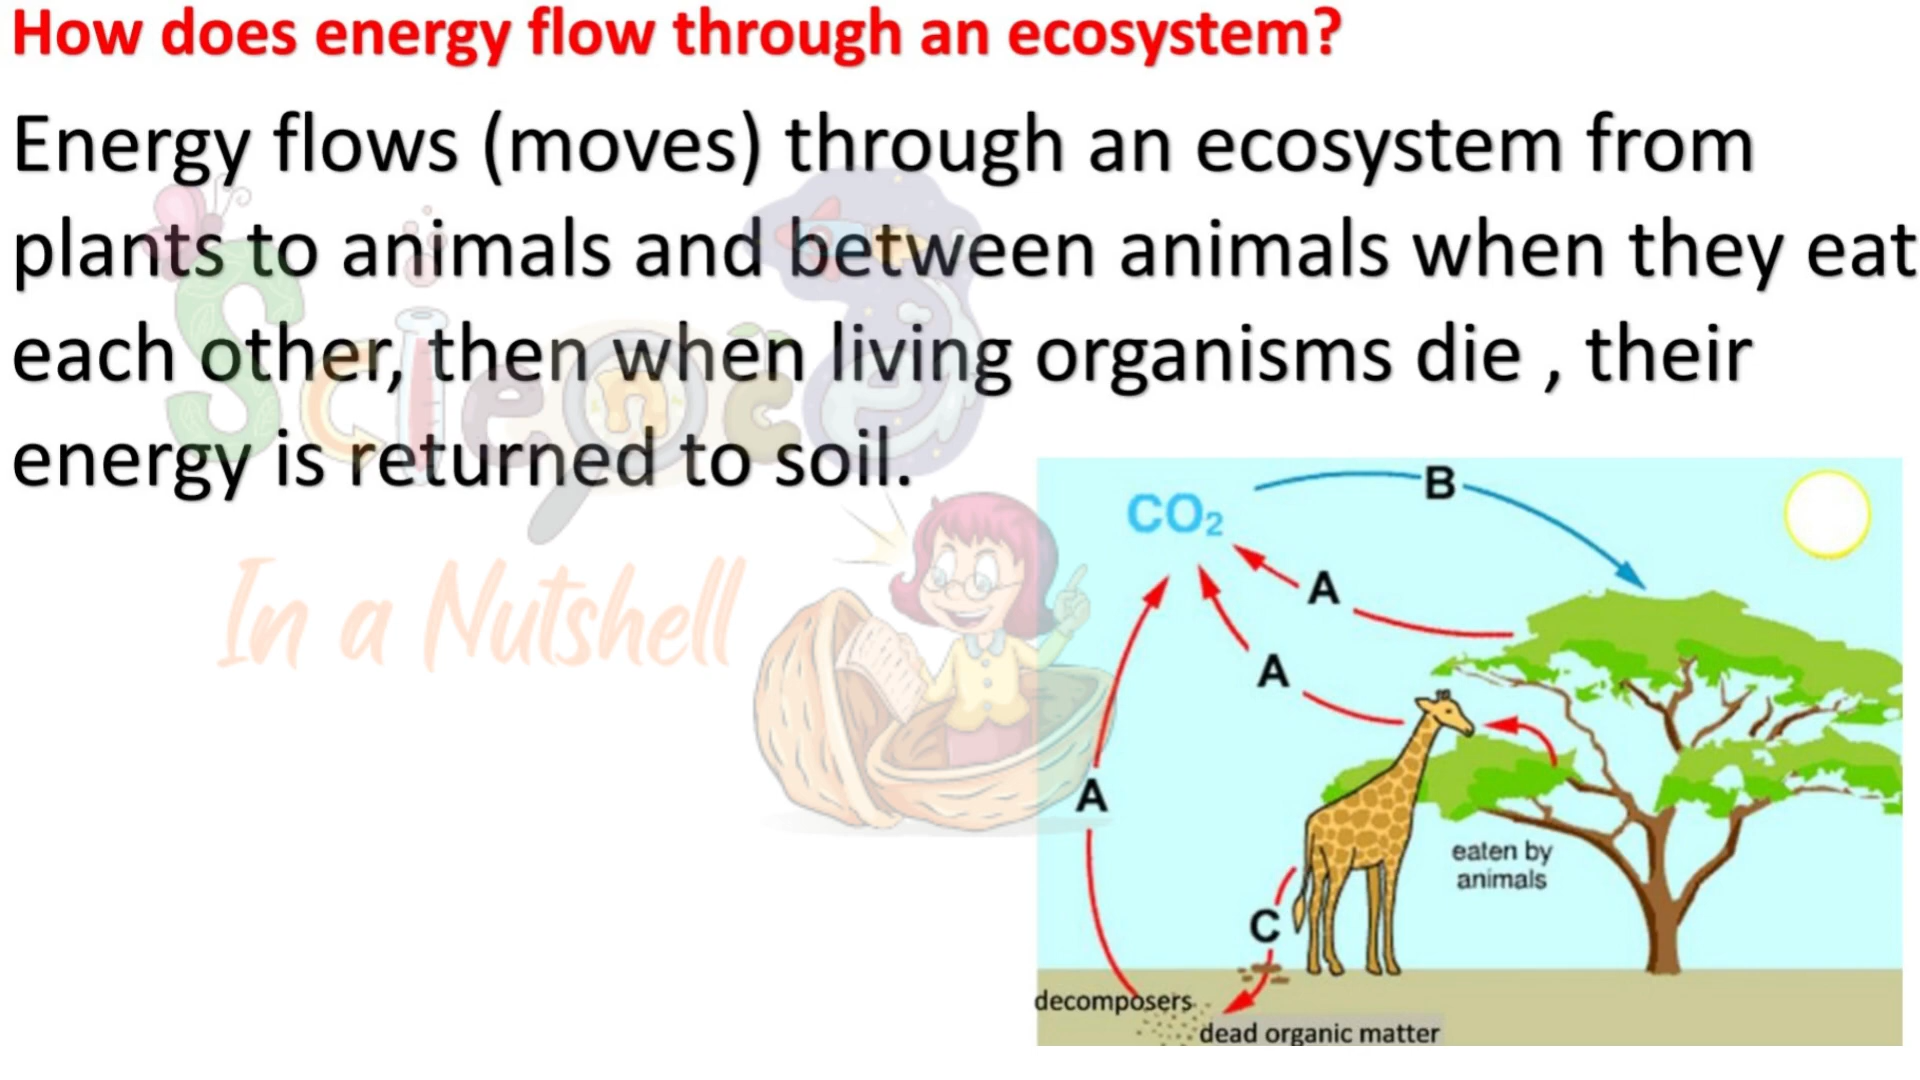 How does energy flow through an ecosystem?
Energy flows (moves) through an ecosystem from
plants to animals and between animals when they eat
each other, then when living organisms die , their
energy is returned to soil.
Science
In a Nutshell
CO₂
B
A
A
A
eaten by
animals
C
decomposers
dead organic matter